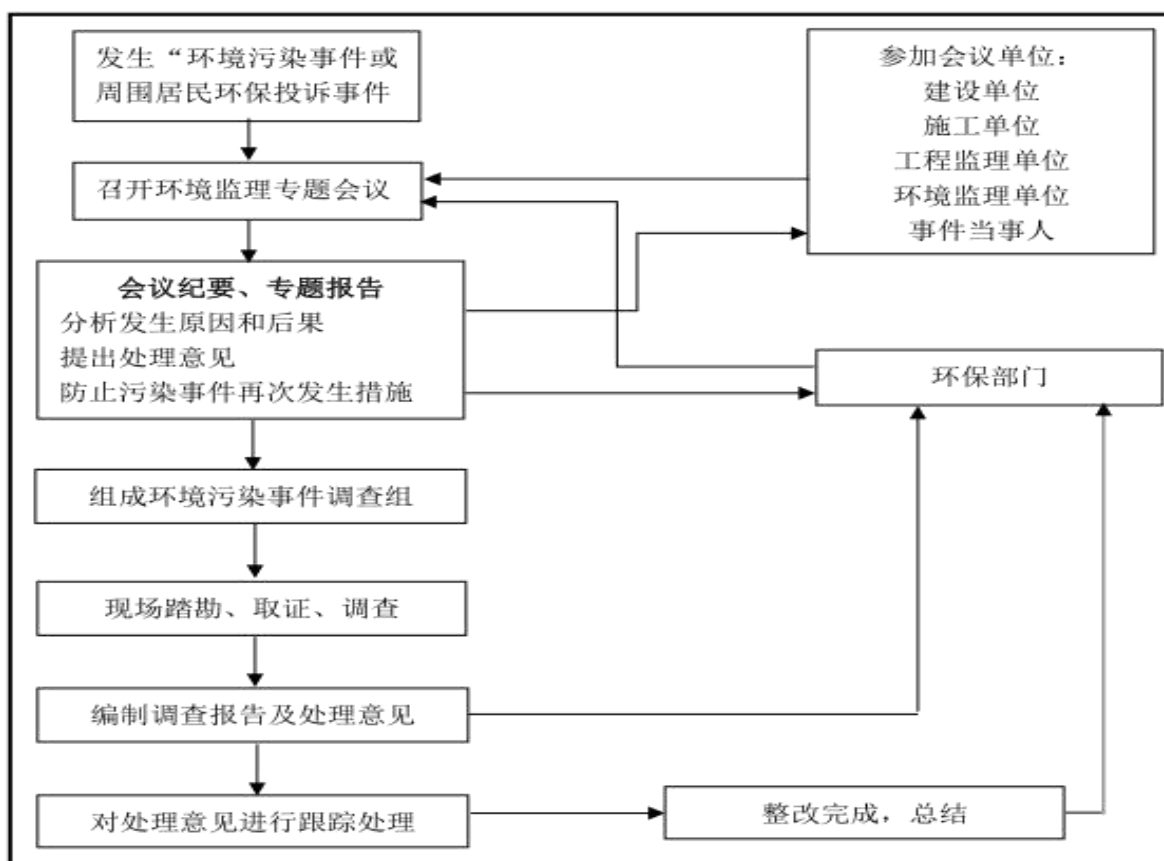 发生“环境污染事件或
周围居民环保投诉事件
召开环境监理专题会议
会议纪要、专题报告
分析发生原因和后果
提出处理意见
防止污染事件再次发生措施
组成环境污染事件调查组
现场踏勘、取证、调查
编制调查报告及处理意见
对处理意见进行跟踪处理
整改完成，总结
参加会议单位：
建设单位
施工单位
工程监理单位
环境监理单位
事件当事人
环保部门